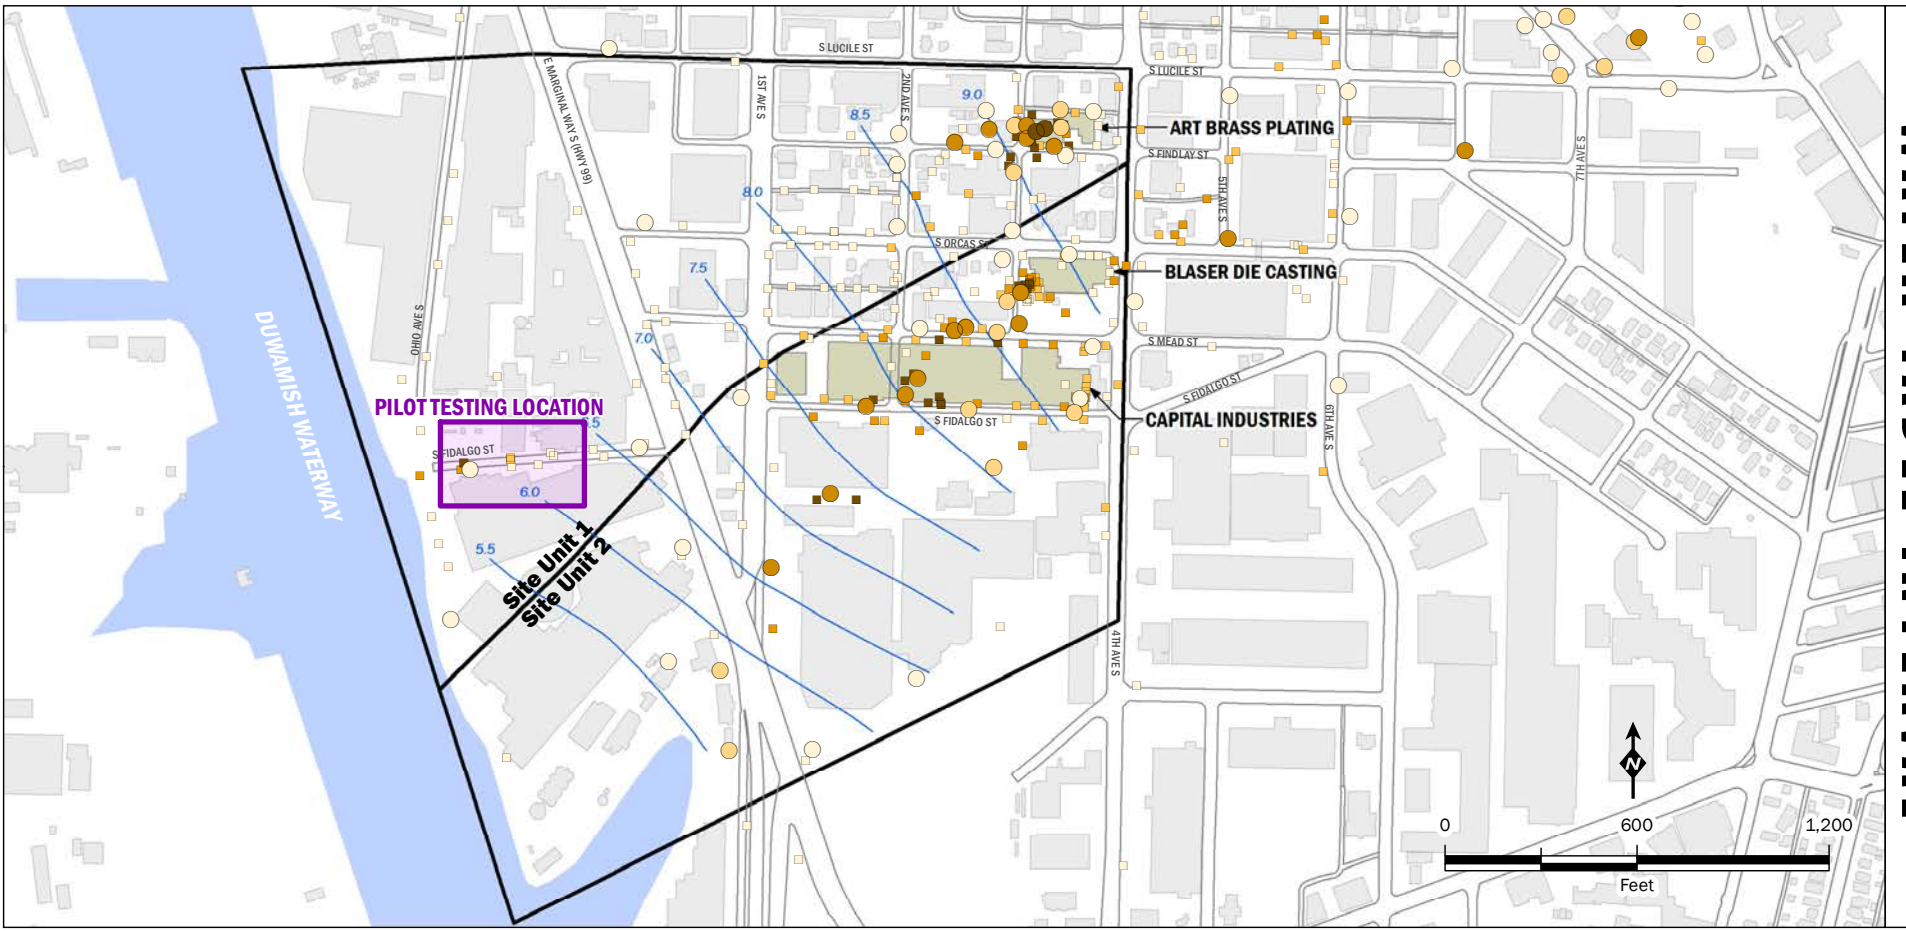 S LUCILE ST
S LUCILE ST
E MARGINAL WAY S (HWY 99)
1ST AVE S
2ND AVE S
9.0
8.5
ART BRASS PLATING
S FINDLAY ST
7TH AVE S
5TH AVE S
8.0
S ORCAS ST
7.5
BLASER DIE CASTING
DUWAMISH WATERWAY
OHIO AVE S
7.0
S MEAD ST
S FIDALGO ST
PILOT TESTING LOCATION
6TH AVE S
CAPITAL INDUSTRIES
S FIDALGO ST
S FIDALGO ST
6.0
5.5
Site Unit 1
Site Unit 2
4TH AVE S
N
0 600 1,200
Feet